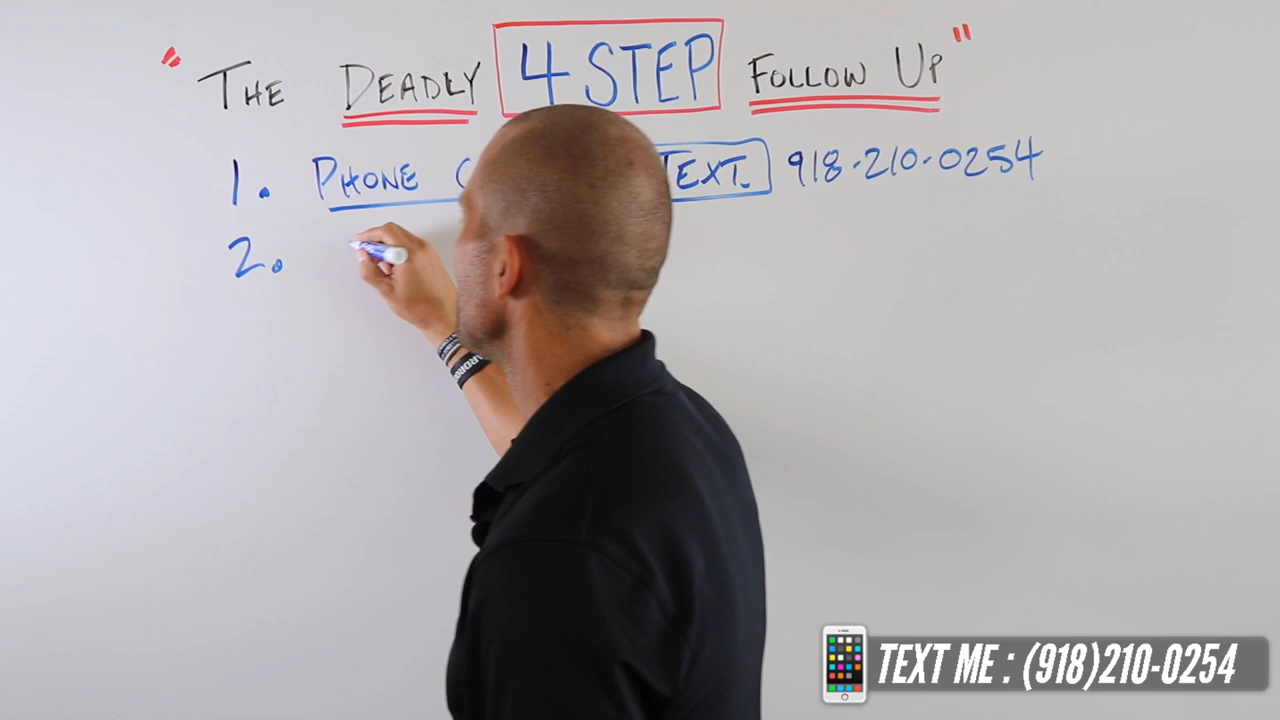 "THE DEADLY 4 STEP FOLLOW UP"
1. PHONE TEXT. 918-210-0254
2.
TEXT ME : (918)210-0254